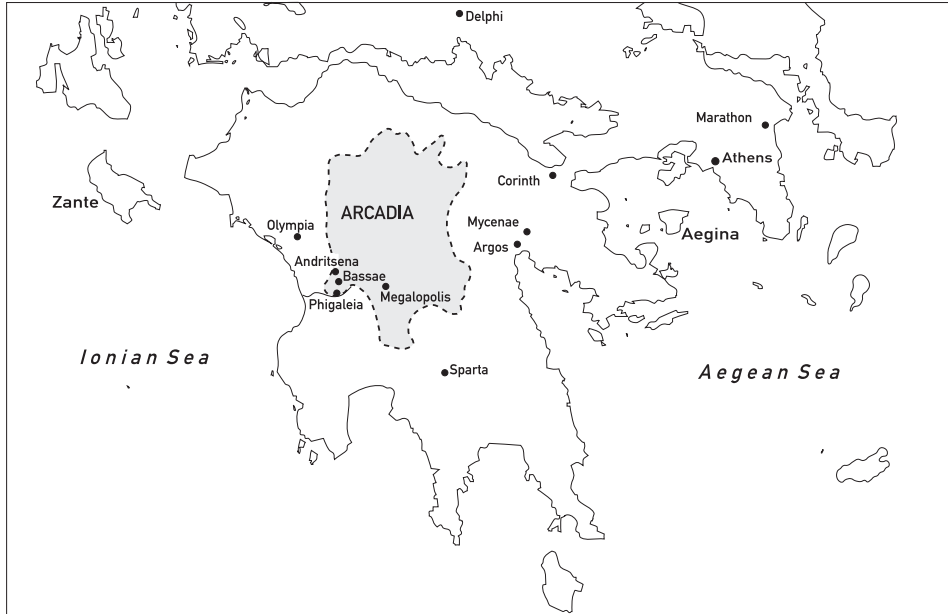 Delphi
Marathon
Athens
Corinth
Zante
ARCADIA
Olympia
Mycenae
Aegina
Argos
Andritsena
Bassae
Megalopolis
Phigaleia
Ionian Sea
Sparta
Aegean Sea